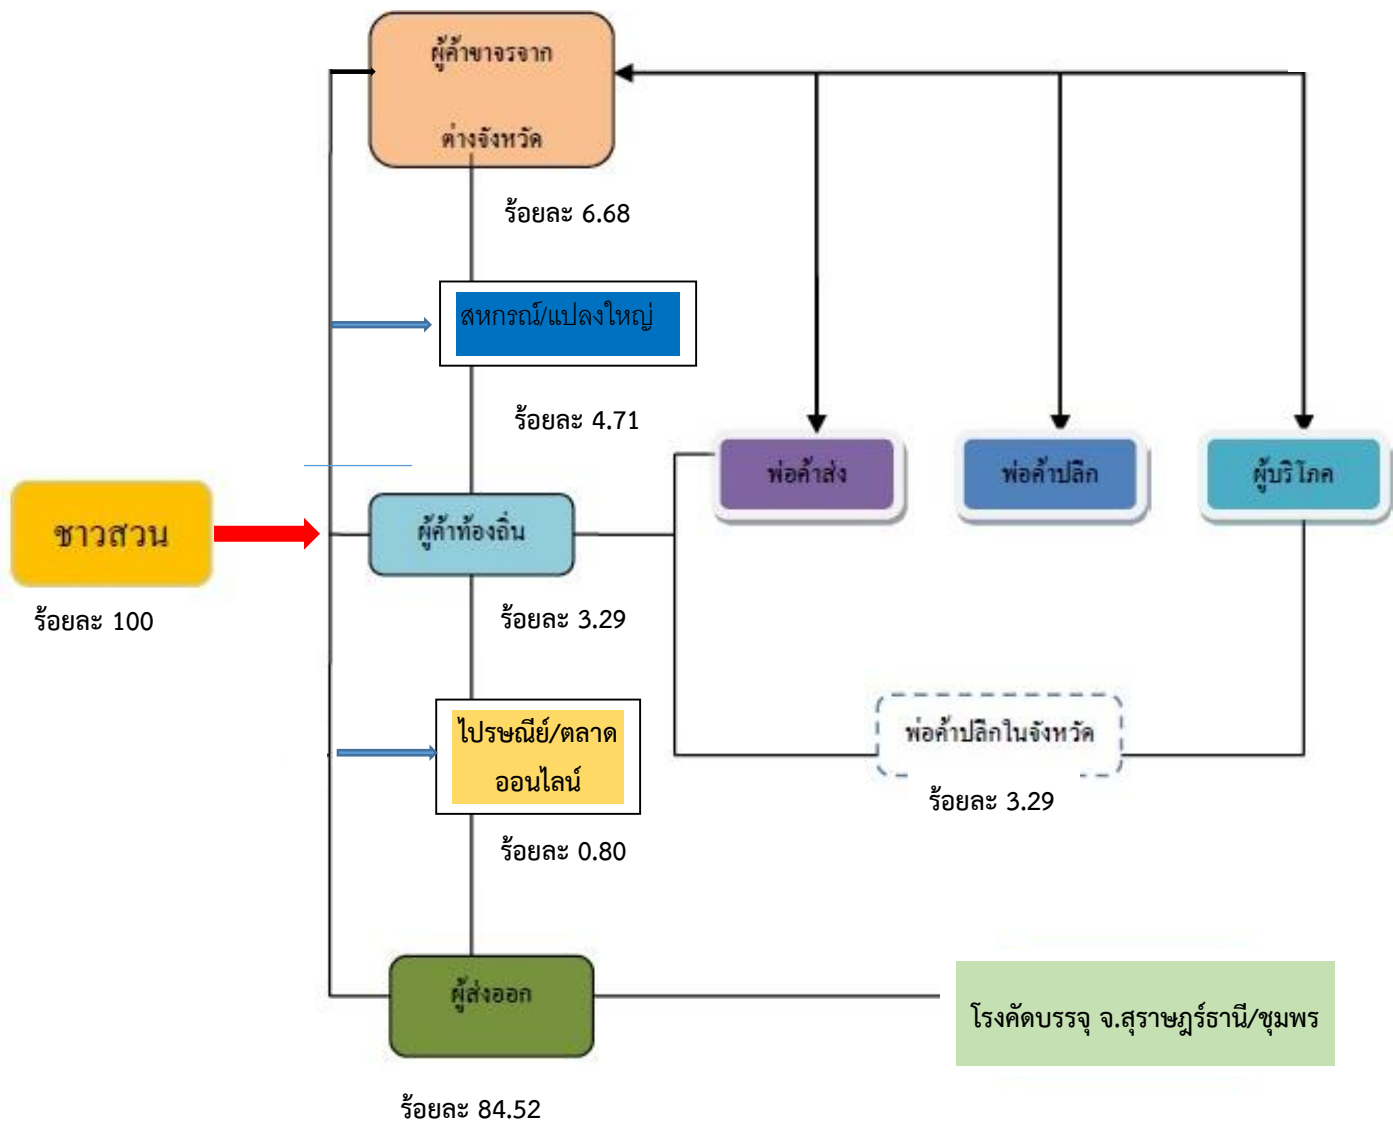 ผู้ค้าขาจรจาก
ต่างจังหวัด
ร้อยละ 6.68
สหกรณ์/แปลงใหญ่
ร้อยละ 4.71
พ่อค้าส่ง
พ่อค้าปลีก
ผู้บริโภค
ชาวสวน
ผู้ค้าท้องถิ่น
ร้อยละ 100
ร้อยละ 3.29
ไปรษณีย์/ตลาด
ออนไลน์
พ่อค้าปลีกในจังหวัด
ร้อยละ 3.29
ร้อยละ 0.80
ผู้ส่งออก
โรงคัดบรรจุ จ.สุราษฎร์ธานี/ชุมพร
ร้อยละ 84.52